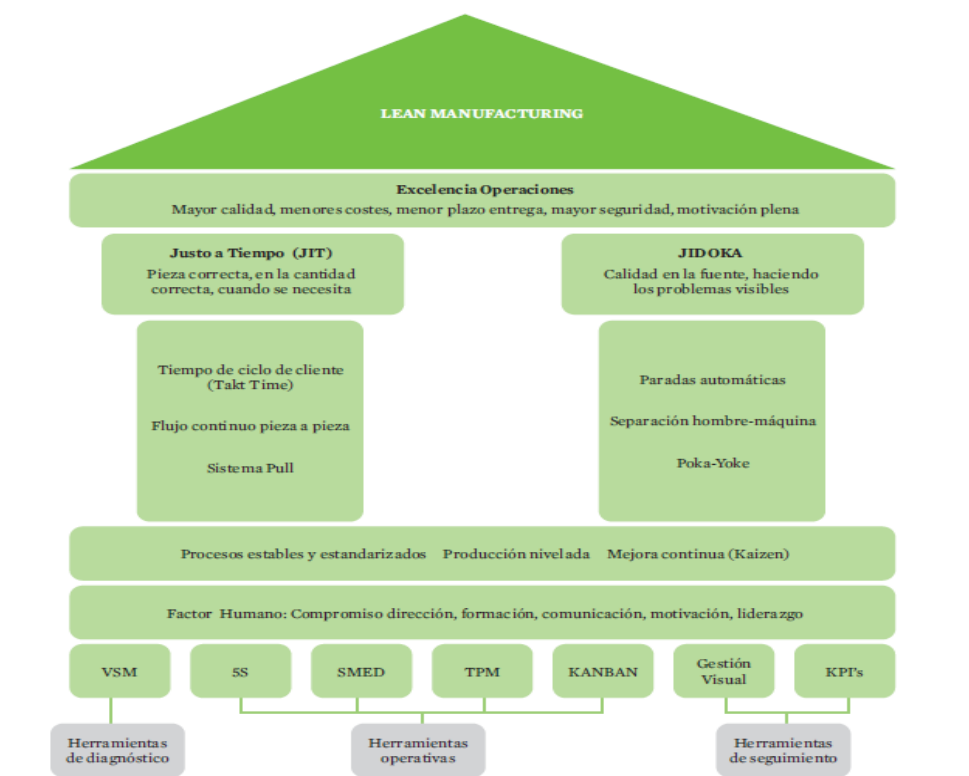 LEAN MANUFACTURING
Excelencia Operaciones
Mayor calidad, menores costes, menor plazo entrega, mayor seguridad, motivación plena
Justo a Tiempo (JIT)
Pieza correcta, en la cantidad
correcta, cuando se necesita
JIDOKA
Calidad en la fuente, haciendo
los problemas visibles
Tiempo de ciclo de cliente
(Takt Time)
Flujo continuo pieza a pieza
Sistema Pull
Paradas automáticas
Separación hombre-máquina
Poka-Yoke
Procesos estables y estandarizados Producción nivelada Mejora continua (Kaizen)
Factor Humano: Compromiso dirección, formación, comunicación, motivación, liderazgo
VSM
5S
SMED
TPM
KANBAN
Gestión
Visual
KPI's
Herramientas
de diagnóstico
Herramientas
operativas
Herramientas
de seguimiento